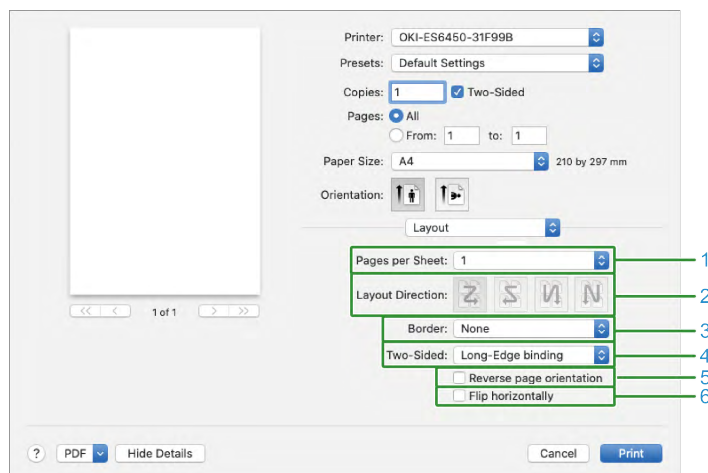 Printer: OKI-ES6450-31F99B
Presets: Default Settings
Copies: 1 Two-Sided
Pages: All
From: 1 to: 1
Paper Size: A4 210 by 297 mm
Orientation:
Layout
Pages per Sheet: 1 1
Layout Direction: 2
Border: None 3
Two-Sided: Long-Edge binding 4
Reverse page orientation 5
Flip horizontally 6
<< < 1 of 1 > >>
? PDF Hide Details Cancel Print